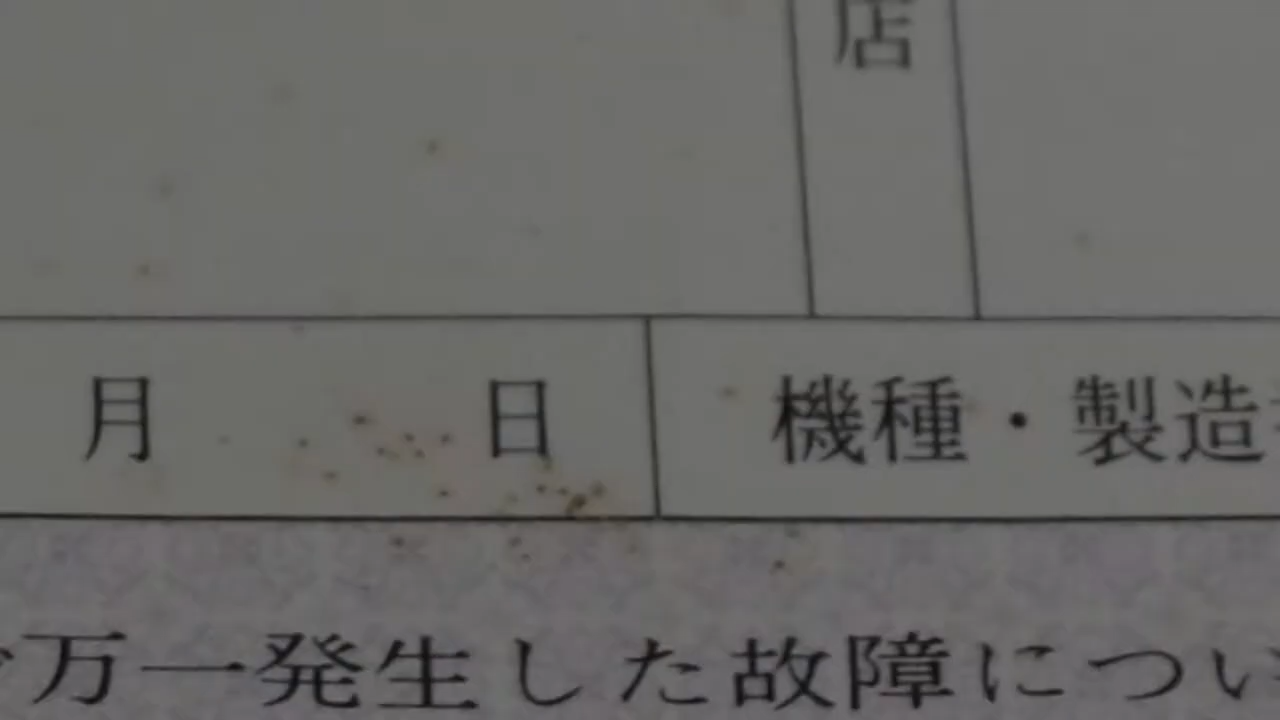 店
月 日 機種・製造
万一発生した故障につい